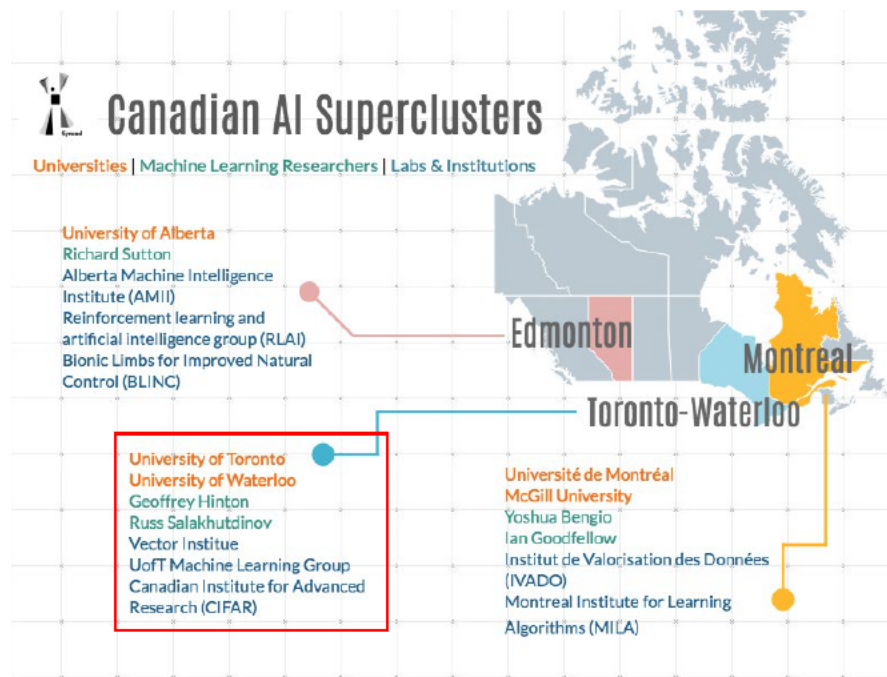 Canadian AI Superclusters
Synced
Universities | Machine Learning Researchers | Labs & Institutions
University of Alberta
Richard Sutton
Alberta Machine Intelligence
Institute (AMII)
Reinforcement learning and
artificial intelligence group (RLAI)
Bionic Limbs for Improved Natural
Control (BLINC)
Edmonton
Montreal
Toronto-Waterloo
University of Toronto
University of Waterloo
Geoffrey Hinton
Russ Salakhutdinov
Vector Institue
UofT Machine Learning Group
Canadian Institute for Advanced
Research (CIFAR)
Université de Montréal
McGill University
Yoshua Bengio
Ian Goodfellow
Institut de Valorisation des Données
(IVADO)
Montreal Institute for Learning
Algorithms (MILA)